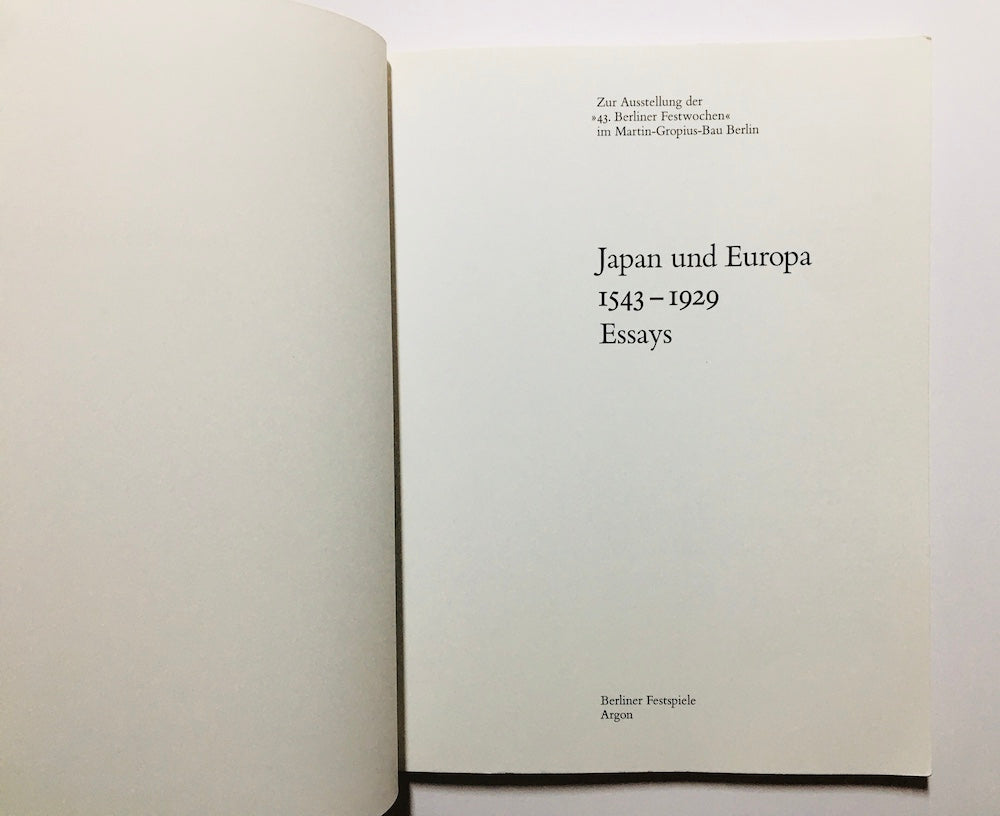 Zur Ausstellung der
»43. Berliner Festwochen«
im Martin-Gropius-Bau Berlin
Japan und Europa
1543 – 1929
Essays
Berliner Festspiele
Argon